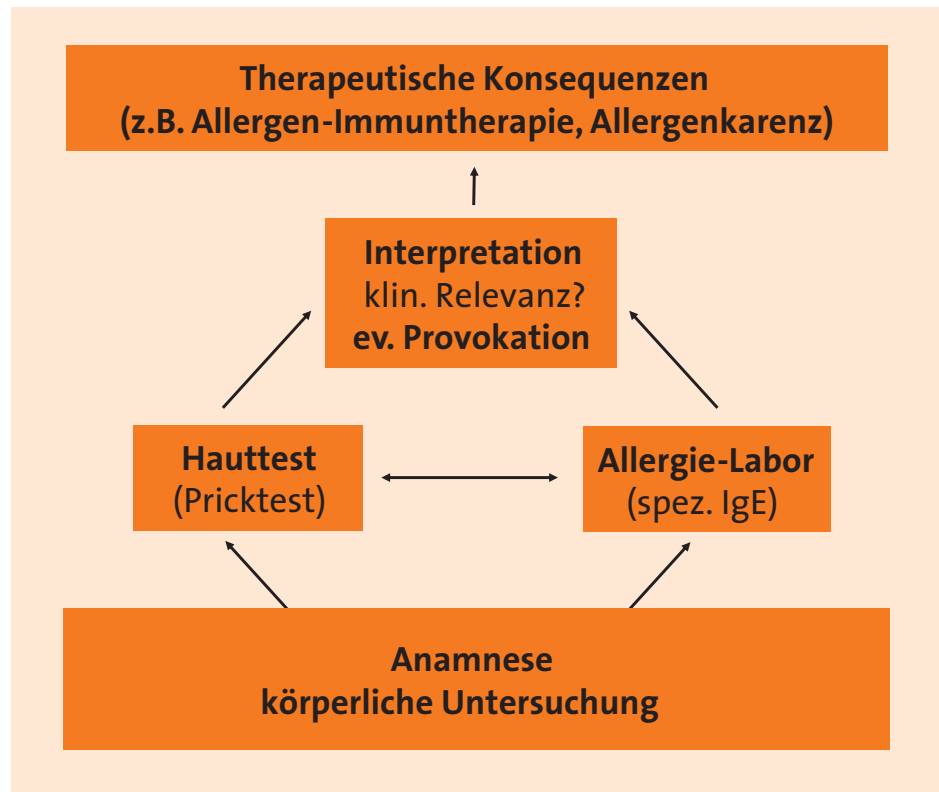 Therapeutische Konsequenzen
(z.B. Allergen-Immuntherapie, Allergenkarenz)
Interpretation
klin. Relevanz?
ev. Provokation
Hauttest
(Pricktest)
Allergie-Labor
(spez. IgE)
Anamnese
körperliche Untersuchung